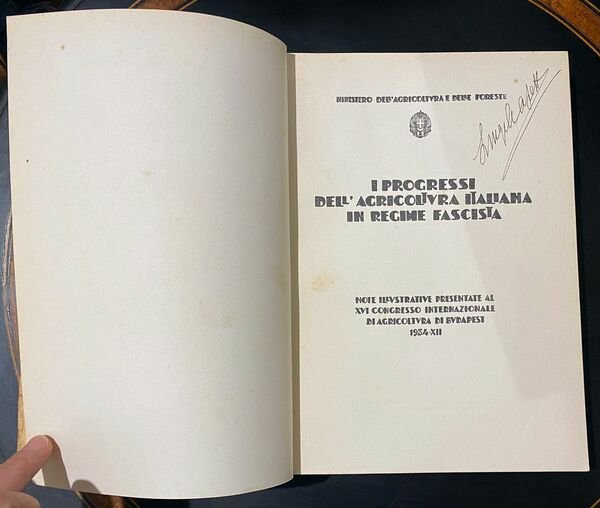 MINISTERO DELL'AGRICOLTVRA E DELLE FORESTE
I PROGRESSI
DELL'AGRICOLTVRA ITALIANA
IN REGIME FASCISTA
NOTE ILLVSTRATIVE PRESENTATE AL
XVI CONGRESSO INTERNAZIONALE
DI AGRICOLTVRA DI BVDAPEST
1934·XII